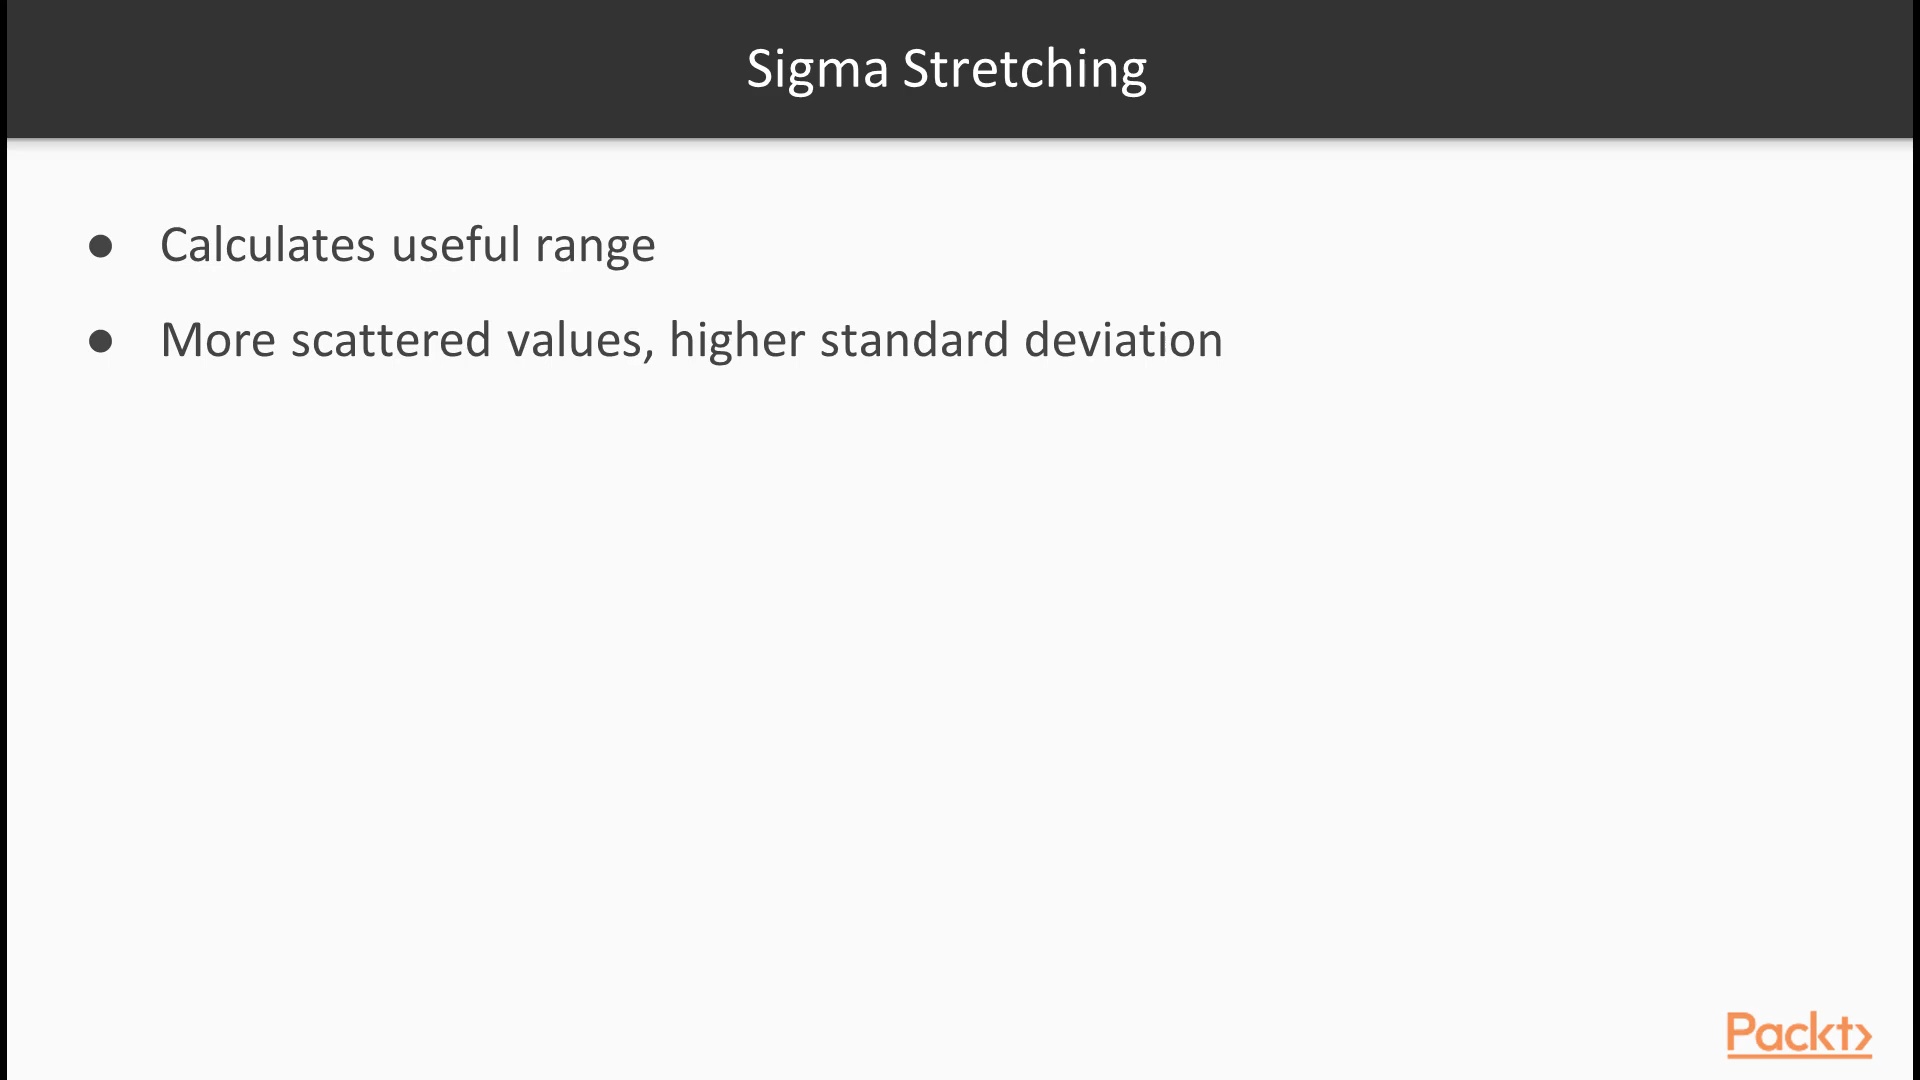 Sigma Stretching
● Calculates useful range
● More scattered values, higher standard deviation
Packt>